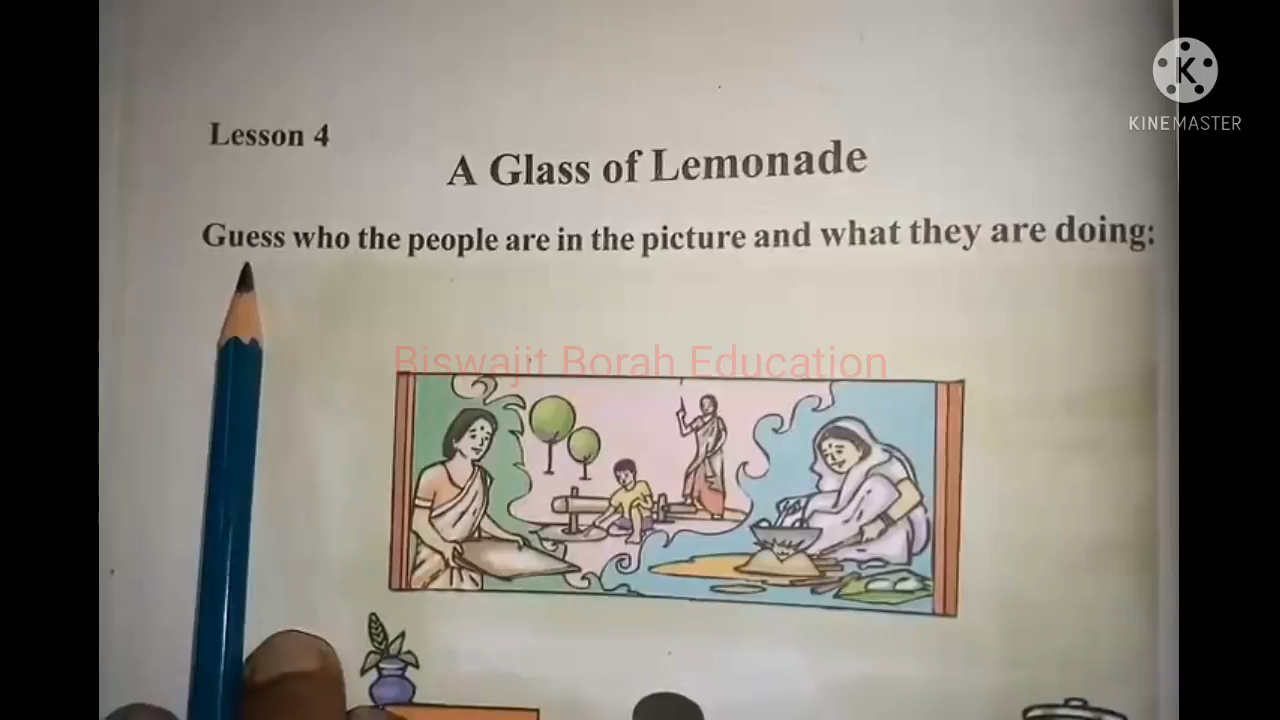 KINEMASTER
Lesson 4
A Glass of Lemonade
Guess who the people are in the picture and what they are doing:
Biswajit Borah Education